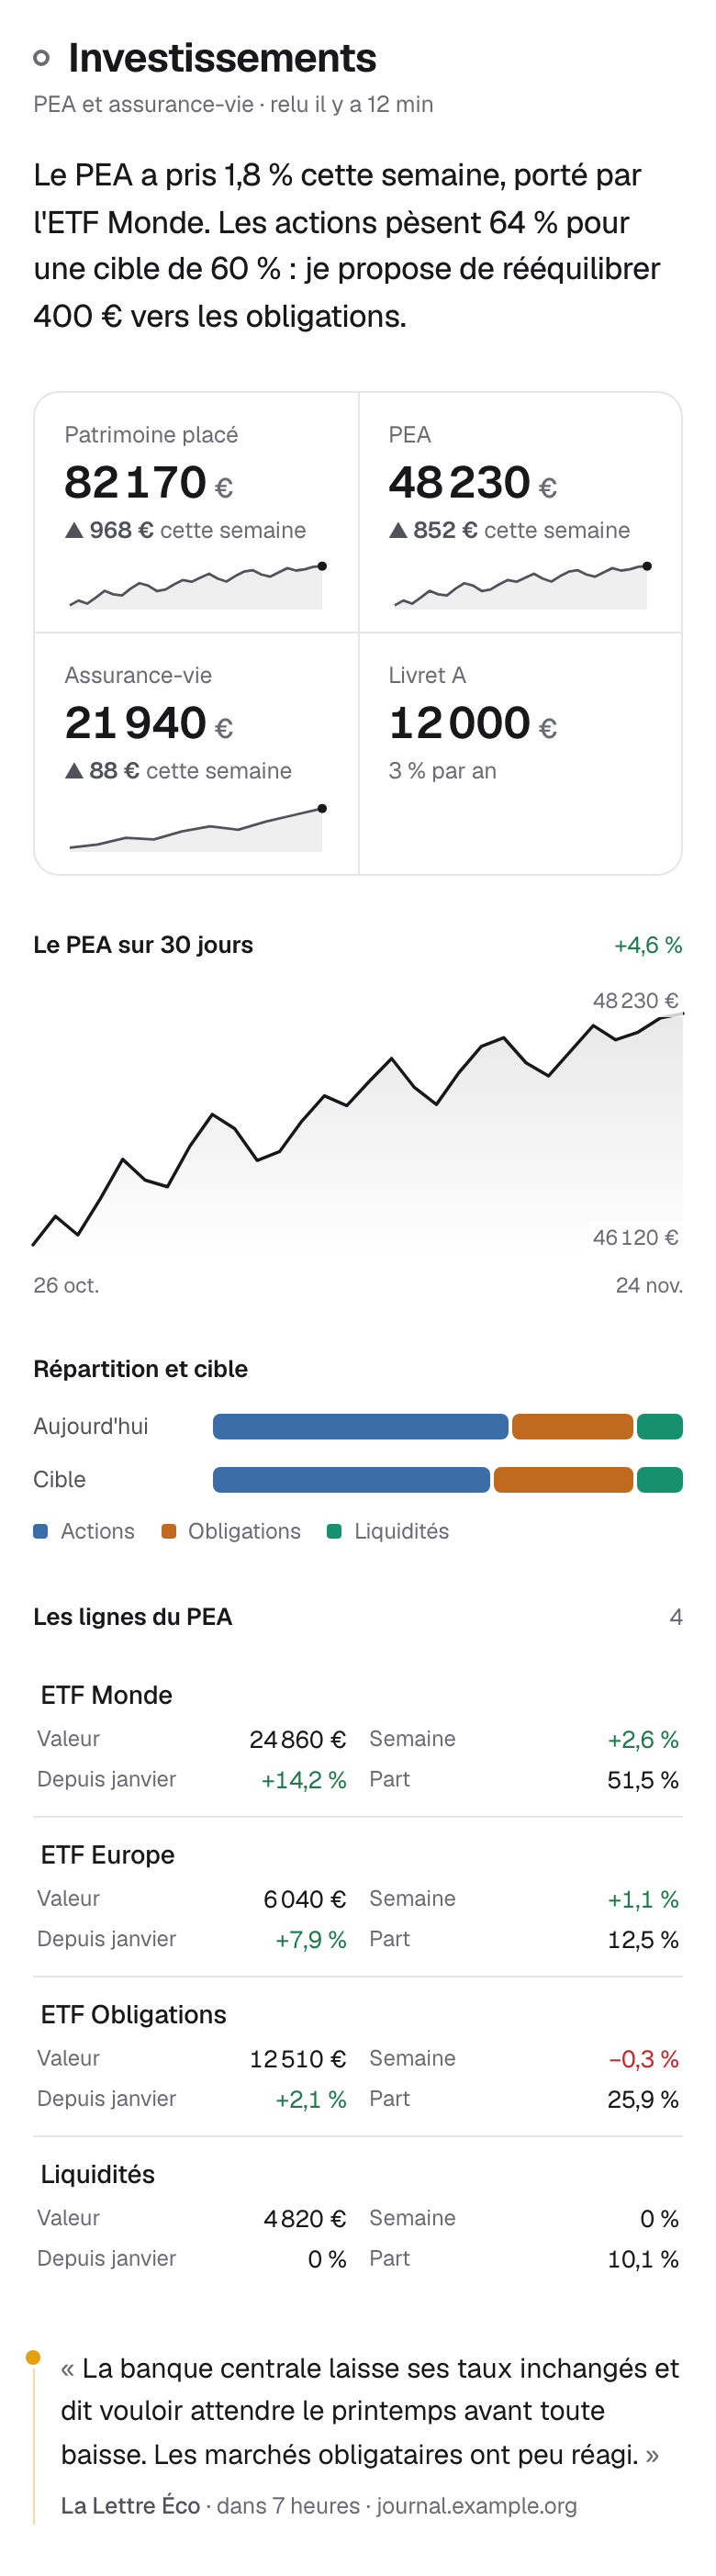 Investissements
PEA et assurance-vie · relu il y a 12 min
Le PEA a pris 1,8 % cette semaine, porté par
l'ETF Monde. Les actions pèsent 64 % pour
une cible de 60 % : je propose de rééquilibrer
400 € vers les obligations.
Patrimoine placé
82 170 €
▲ 968 € cette semaine
PEA
48 230 €
▲ 852 € cette semaine
Assurance-vie
21 940 €
▲ 88 € cette semaine
Livret A
12 000 €
3 % par an
Le PEA sur 30 jours +4,6 %
48 230 €
46 120 €
26 oct. 24 nov.
Répartition et cible
Aujourd'hui
Cible
Actions Obligations Liquidités
Les lignes du PEA 4
ETF Monde
Valeur 24 860 € Semaine +2,6 %
Depuis janvier +14,2 % Part 51,5 %
ETF Europe
Valeur 6 040 € Semaine +1,1 %
Depuis janvier +7,9 % Part 12,5 %
ETF Obligations
Valeur 12 510 € Semaine −0,3 %
Depuis janvier +2,1 % Part 25,9 %
Liquidités
Valeur 4 820 € Semaine 0 %
Depuis janvier 0 % Part 10,1 %
« La banque centrale laisse ses taux inchangés et
dit vouloir attendre le printemps avant toute
baisse. Les marchés obligataires ont peu réagi. »
La Lettre Éco · dans 7 heures · journal.example.org